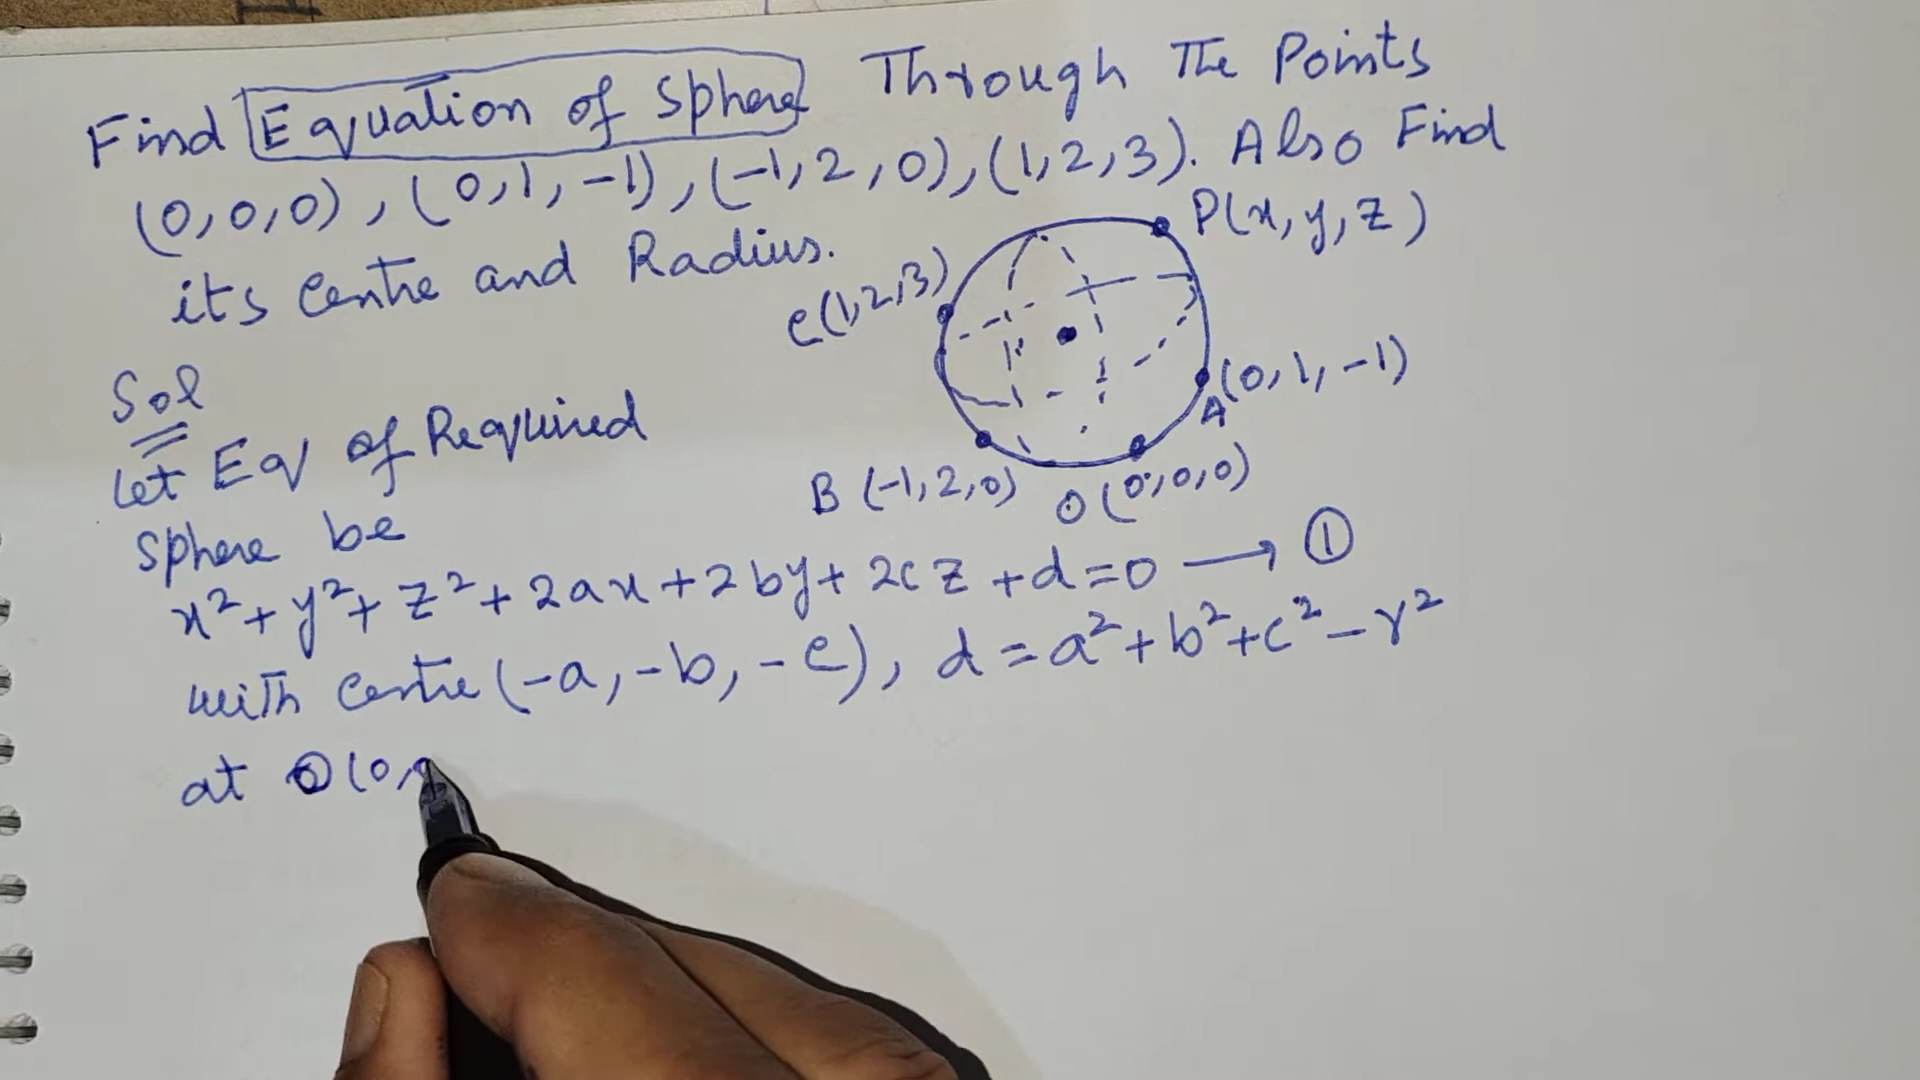 Find Equation of Sphere Through The Points
(0,0,0), (0,1,-1), (-1,2,0), (1,2,3). Also Find
its Centre and Radius.
P(x,y,z)
C(1,2,3)
A(0,1,-1)
B(-1,2,0)
O(0,0,0)
Sol
Let Eq of Required
Sphere be
x²+y²+z²+2ax+2by+2cz+d=0 → ①
with Centre (-a,-b,-c), d=a²+b²+c²-r²
at O(0,